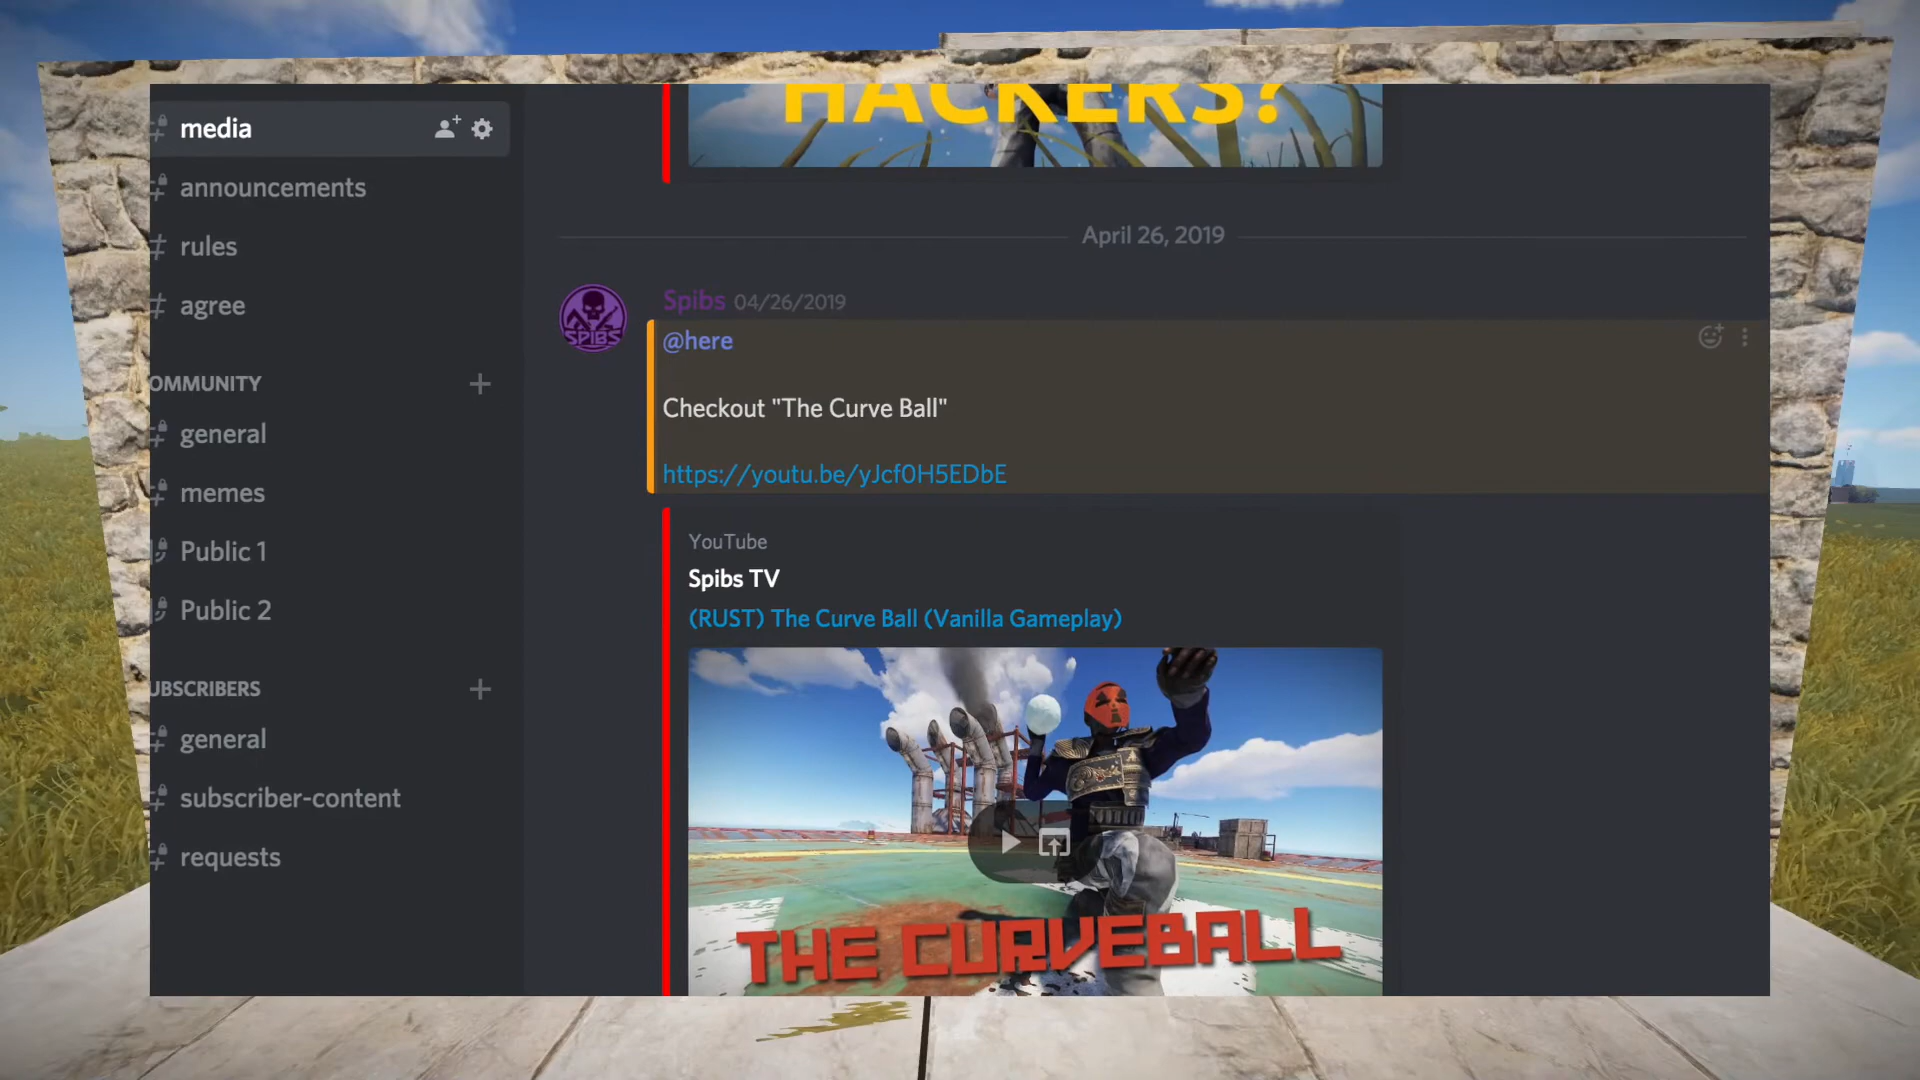 media
announcements
rules
agree
OMMUNITY
general
memes
Public 1
Public 2
UBSCRIBERS
general
subscriber-content
requests
HACKERS?
April 26, 2019
SPIBS
Spibs 04/26/2019
@here
Checkout "The Curve Ball"
https://youtu.be/yJcf0H5EDbE
YouTube
Spibs TV
(RUST) The Curve Ball (Vanilla Gameplay)
THE CURVEBALL